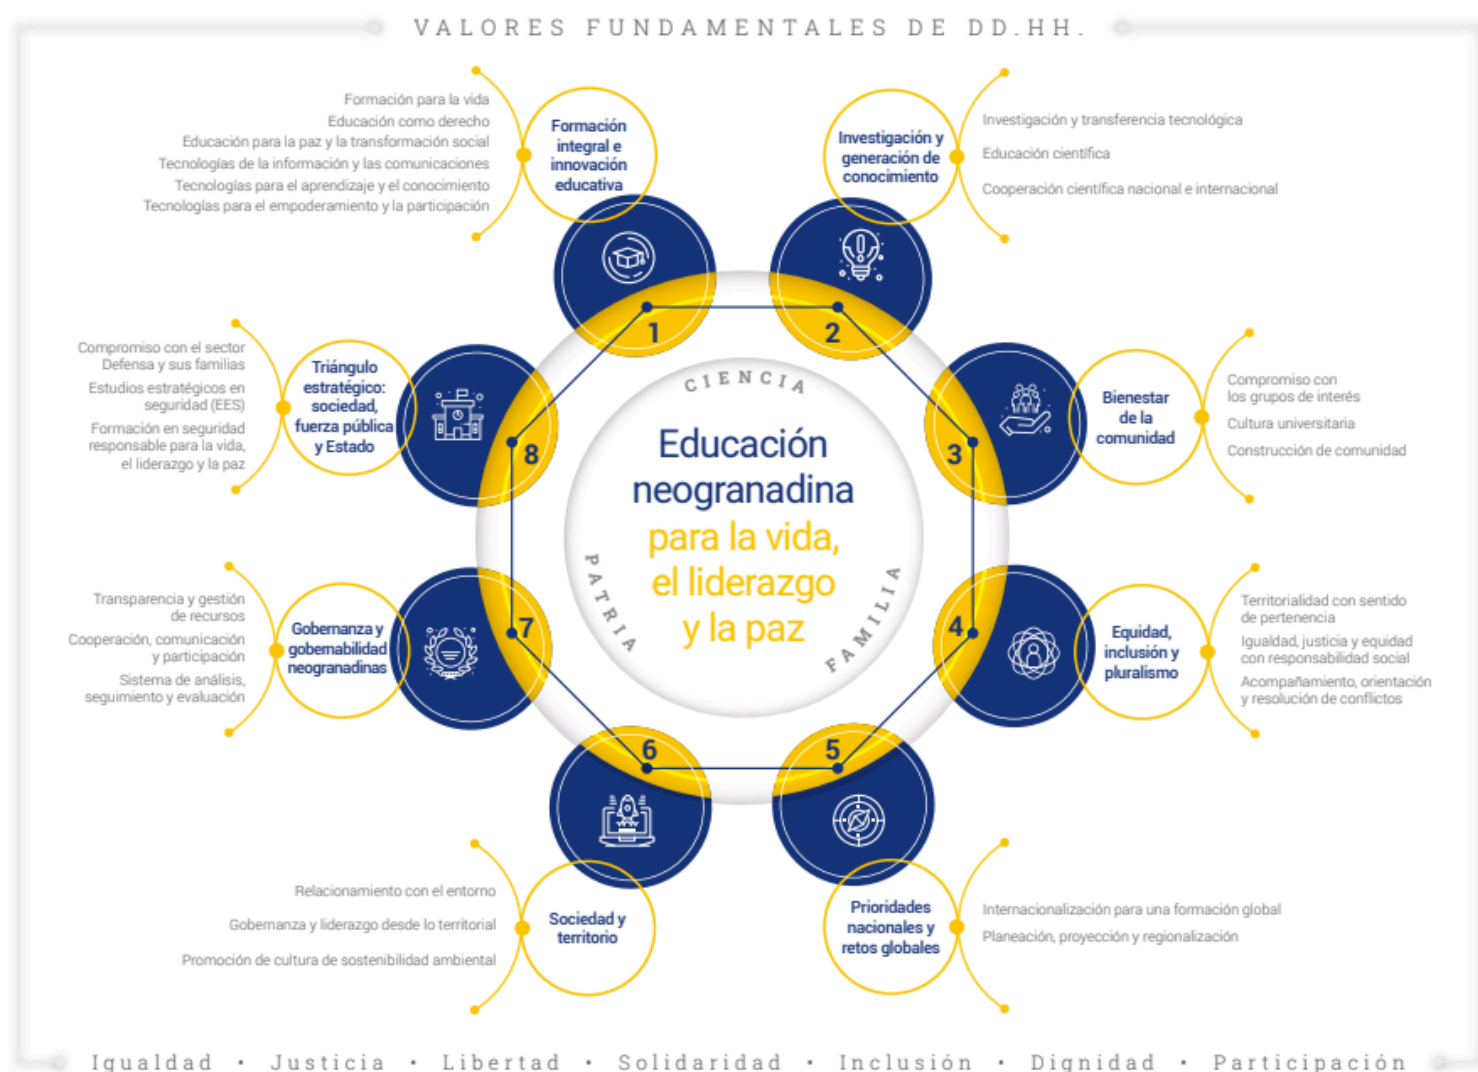 VALORES FUNDAMENTALES DE DD.HH.
Formación para la vida
Educación como derecho
Educación para la paz y la transformación social
Tecnologías de la información y las comunicaciones
Tecnologías para el aprendizaje y el conocimiento
Tecnologías para el empoderamiento y la participación
Formación
integral e
innovación
educativa
1
Investigación y
generación de
conocimiento
Investigación y transferencia tecnológica
Educación científica
Cooperación científica nacional e internacional
2
Bienestar
de la
comunidad
Compromiso con
los grupos de interés
Cultura universitaria
Construcción de comunidad
3
Equidad,
inclusión y
pluralismo
Territorialidad con sentido
de pertenencia
Igualdad, justicia y equidad
con responsabilidad social
Acompañamiento, orientación
y resolución de conflictos
4
Prioridades
nacionales y
retos globales
Internacionalización para una formación global
Planeación, proyección y regionalización
5
Sociedad y
territorio
Relacionamiento con el entorno
Gobernanza y liderazgo desde lo territorial
Promoción de cultura de sostenibilidad ambiental
6
Gobernanza y
gobernabilidad
neogranadinas
Transparencia y gestión
de recursos
Cooperación, comunicación
y participación
Sistema de análisis,
seguimiento y evaluación
7
Triángulo
estratégico:
sociedad,
fuerza pública
y Estado
Compromiso con el sector
Defensa y sus familias
Estudios estratégicos en
seguridad (EES)
Formación en seguridad
responsable para la vida,
el liderazgo y la paz
8
CIENCIA
Educación
neogranadina
para la vida,
el liderazgo
y la paz
PATRIA
FAMILIA
Igualdad • Justicia • Libertad • Solidaridad • Inclusión • Dignidad • Participación